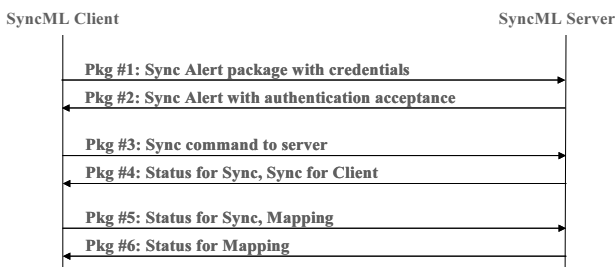 SyncML Client
SyncML Server
Pkg #1: Sync Alert package with credentials
Pkg #2: Sync Alert with authentication acceptance
Pkg #3: Sync command to server
Pkg #4: Status for Sync, Sync for Client
Pkg #5: Status for Sync, Mapping
Pkg #6: Status for Mapping